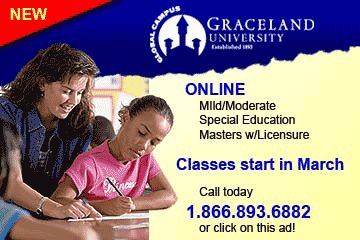 NEW
GLOBAL CAMPUS
GRACELAND
UNIVERSITY
Established 1895
ONLINE
MIld/Moderate
Special Education
Masters w/Licensure
Classes start in March
Call today
1.866.893.6882
or click on this ad!
Princess